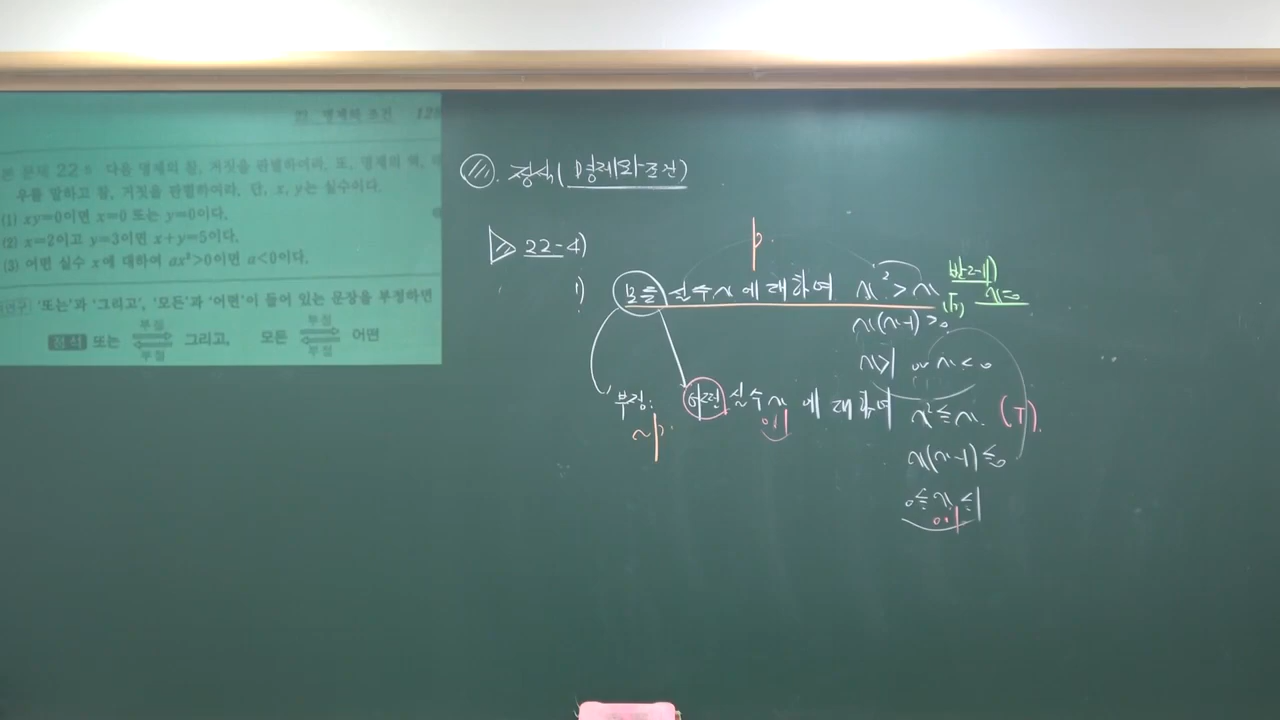 22. 명제와 조건 125
본 문제 22 다음 명제의 참, 거짓을 판별하여라. 또, 명제의 역,
우를 말하고 참, 거짓을 판별하여라. 단, x, y는 실수이다.
(1) xy=0이면 x=0 또는 y=0이다.
(2) x=2이고 y=3이면 x+y=5이다.
(3) 어떤 실수 x에 대하여 ax²>0이면 a<0이다.
연구 '또는'과 '그리고', '모든'과 '어떤'이 들어 있는 문장을 부정하면
정석 또는 부정 부정 그리고, 모든 부정 부정 어떤
정석(명제와 조건)
22-4)
p
1) 모든 실수 x에 대하여 x²>x
반례)
x=0
x(x-1)>0
x>1 or x<0
부정: 어떤 실수 x에 대하여 x²≤x (T).
~p
0, 1
x(x-1)≤0
0≤x≤1
0, 1